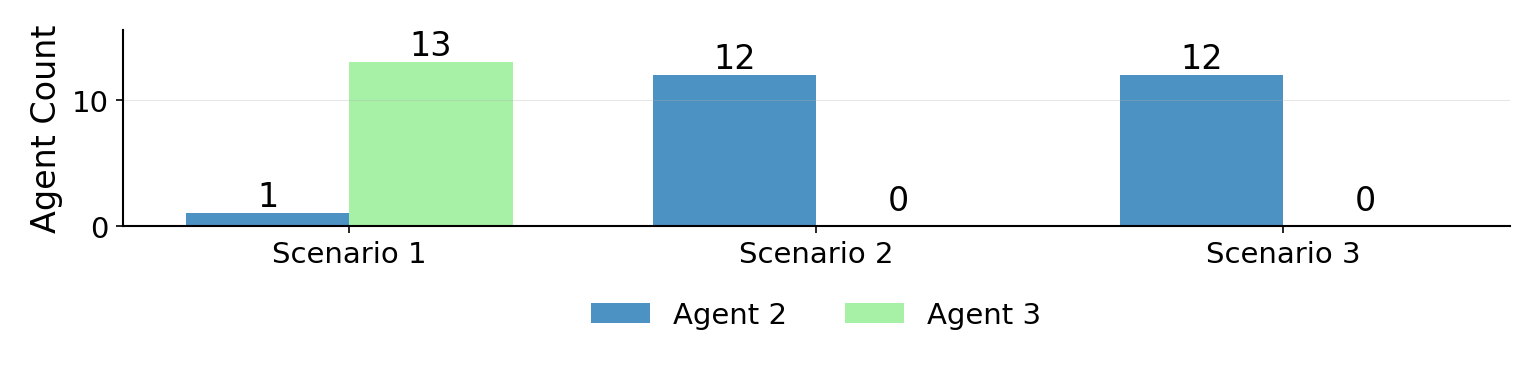 Agent Count
10
0
1
13
12
0
12
0
Scenario 1
Scenario 2
Scenario 3
Agent 2
Agent 3